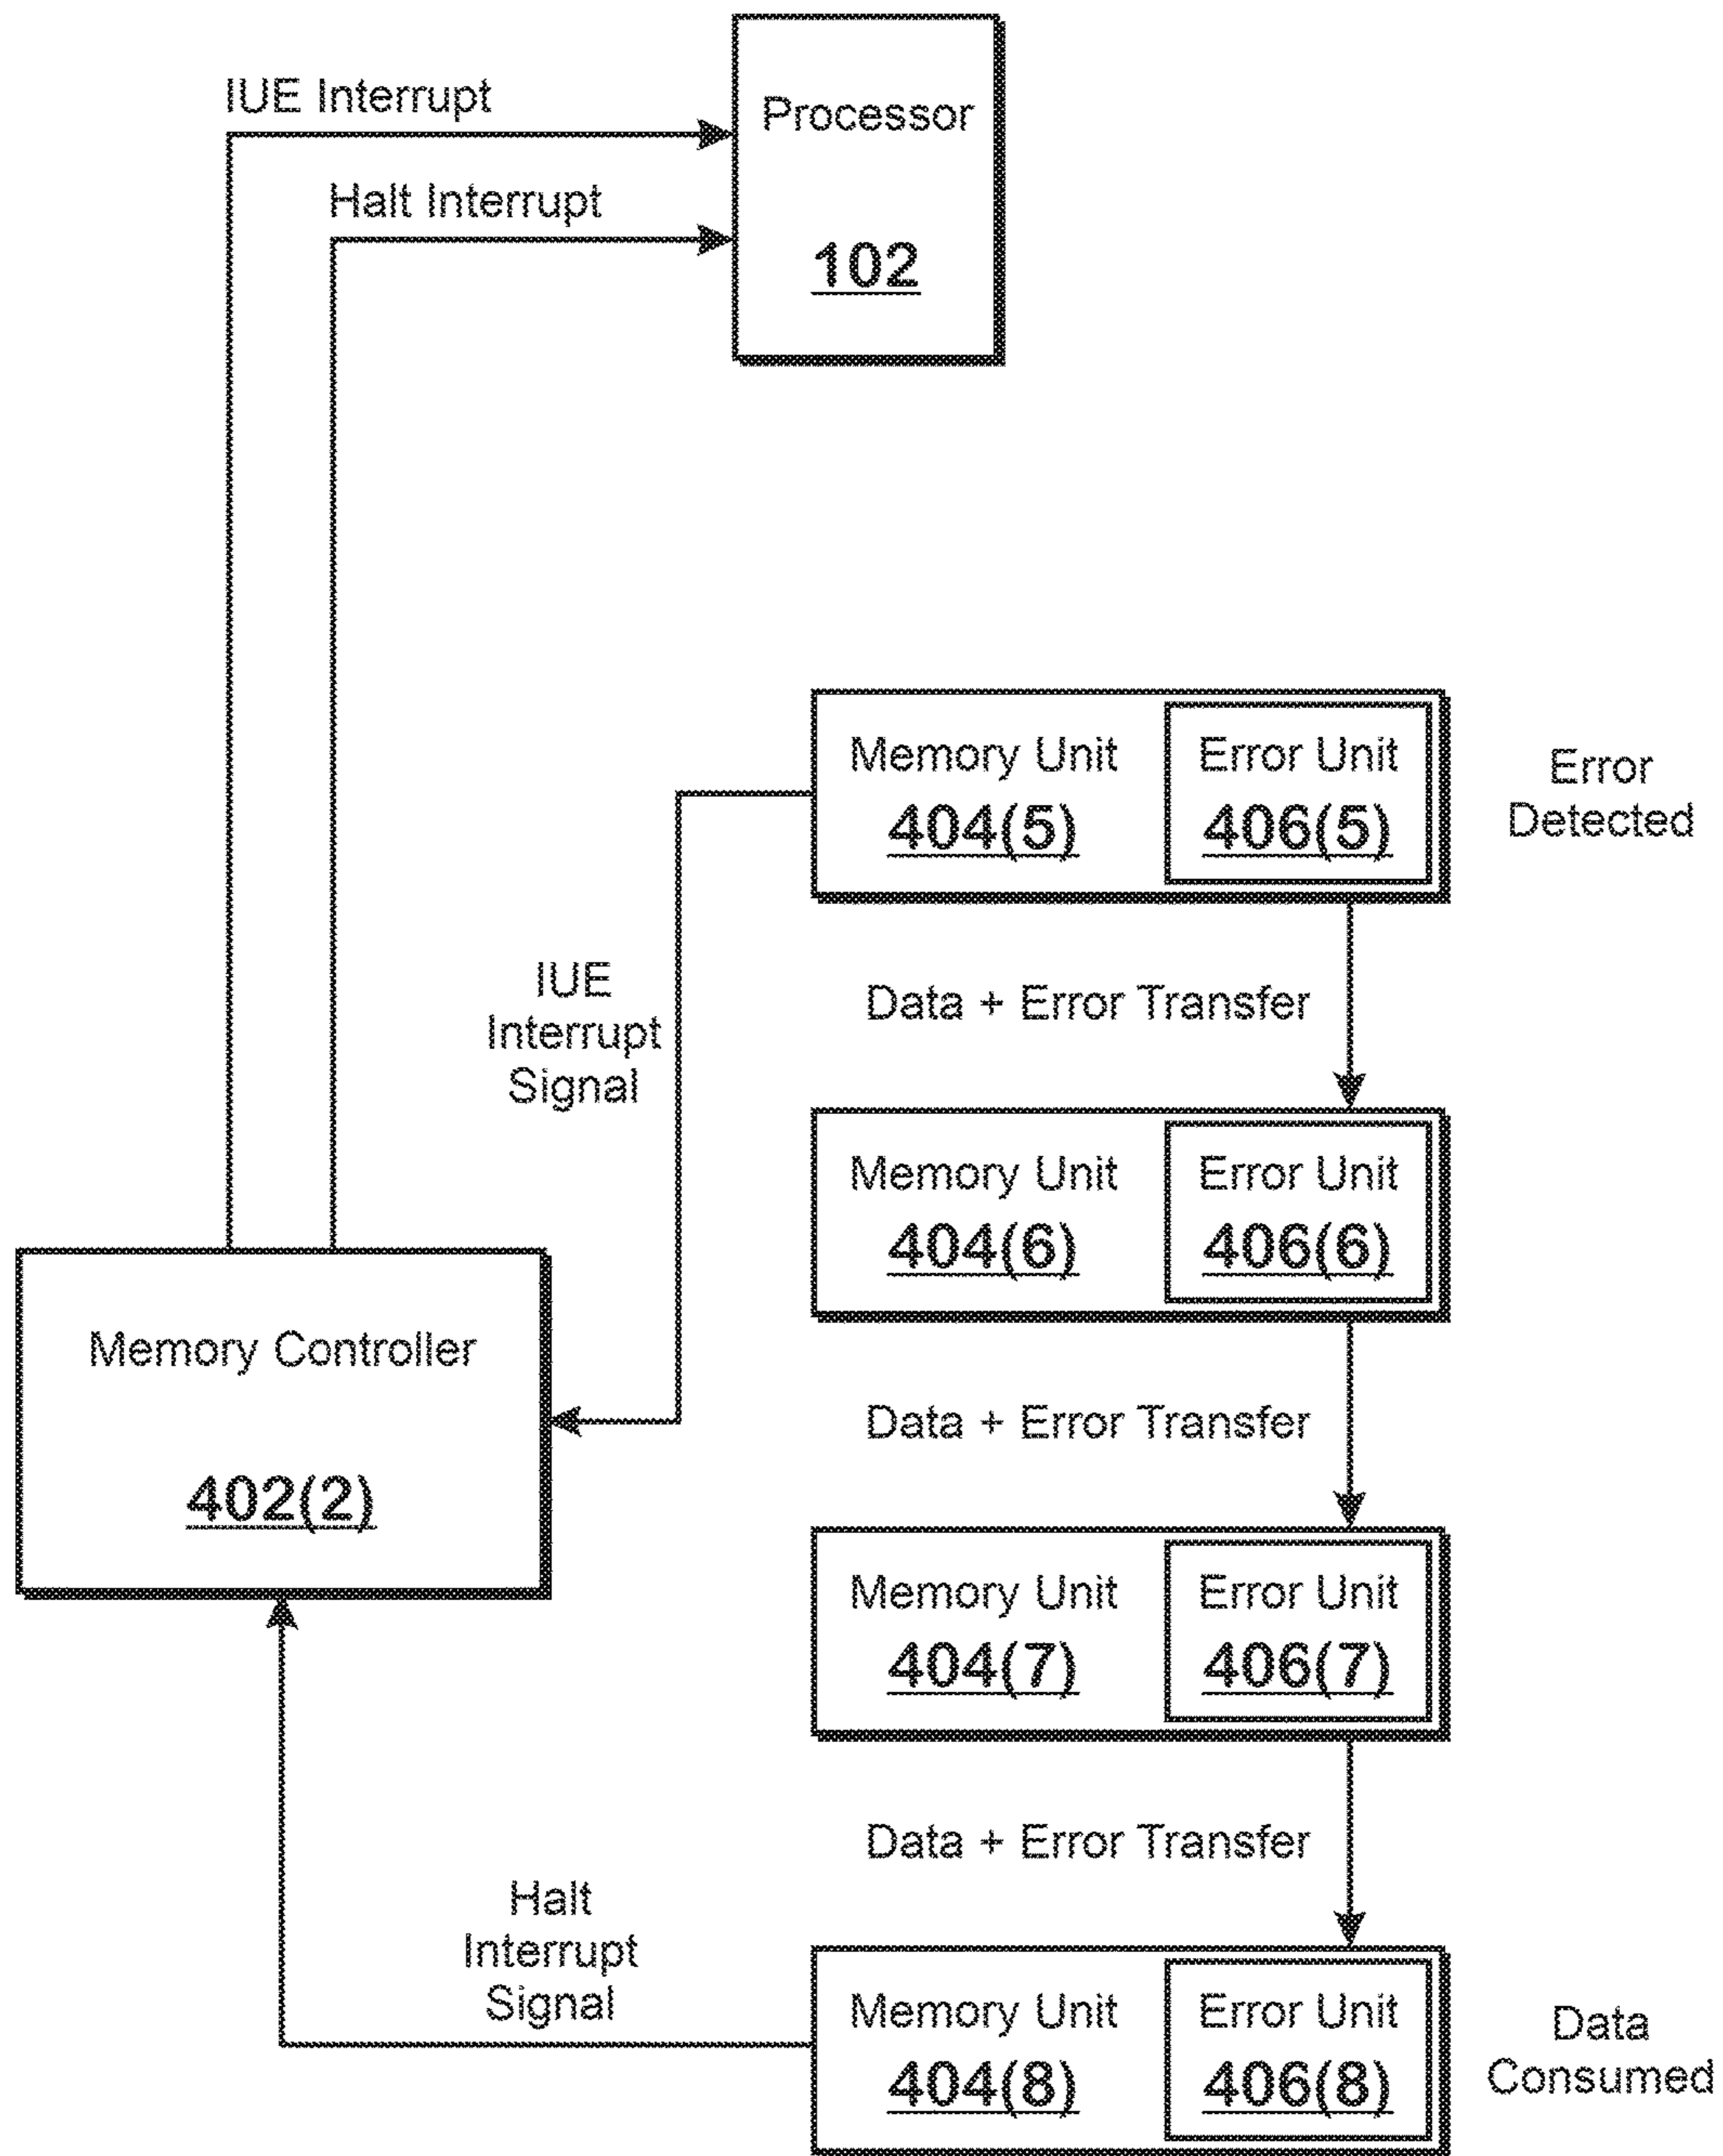 IUE Interrupt
Processor
Halt Interrupt
102
Memory Unit
404(5)
Error Unit
406(5)
Error
Detected
IUE
Interrupt
Signal
Data + Error Transfer
Memory Unit
404(6)
Error Unit
406(6)
Memory Controller
402(2)
Data + Error Transfer
Memory Unit
404(7)
Error Unit
406(7)
Data + Error Transfer
Halt
Interrupt
Signal
Memory Unit
404(8)
Error Unit
406(8)
Data
Consumed